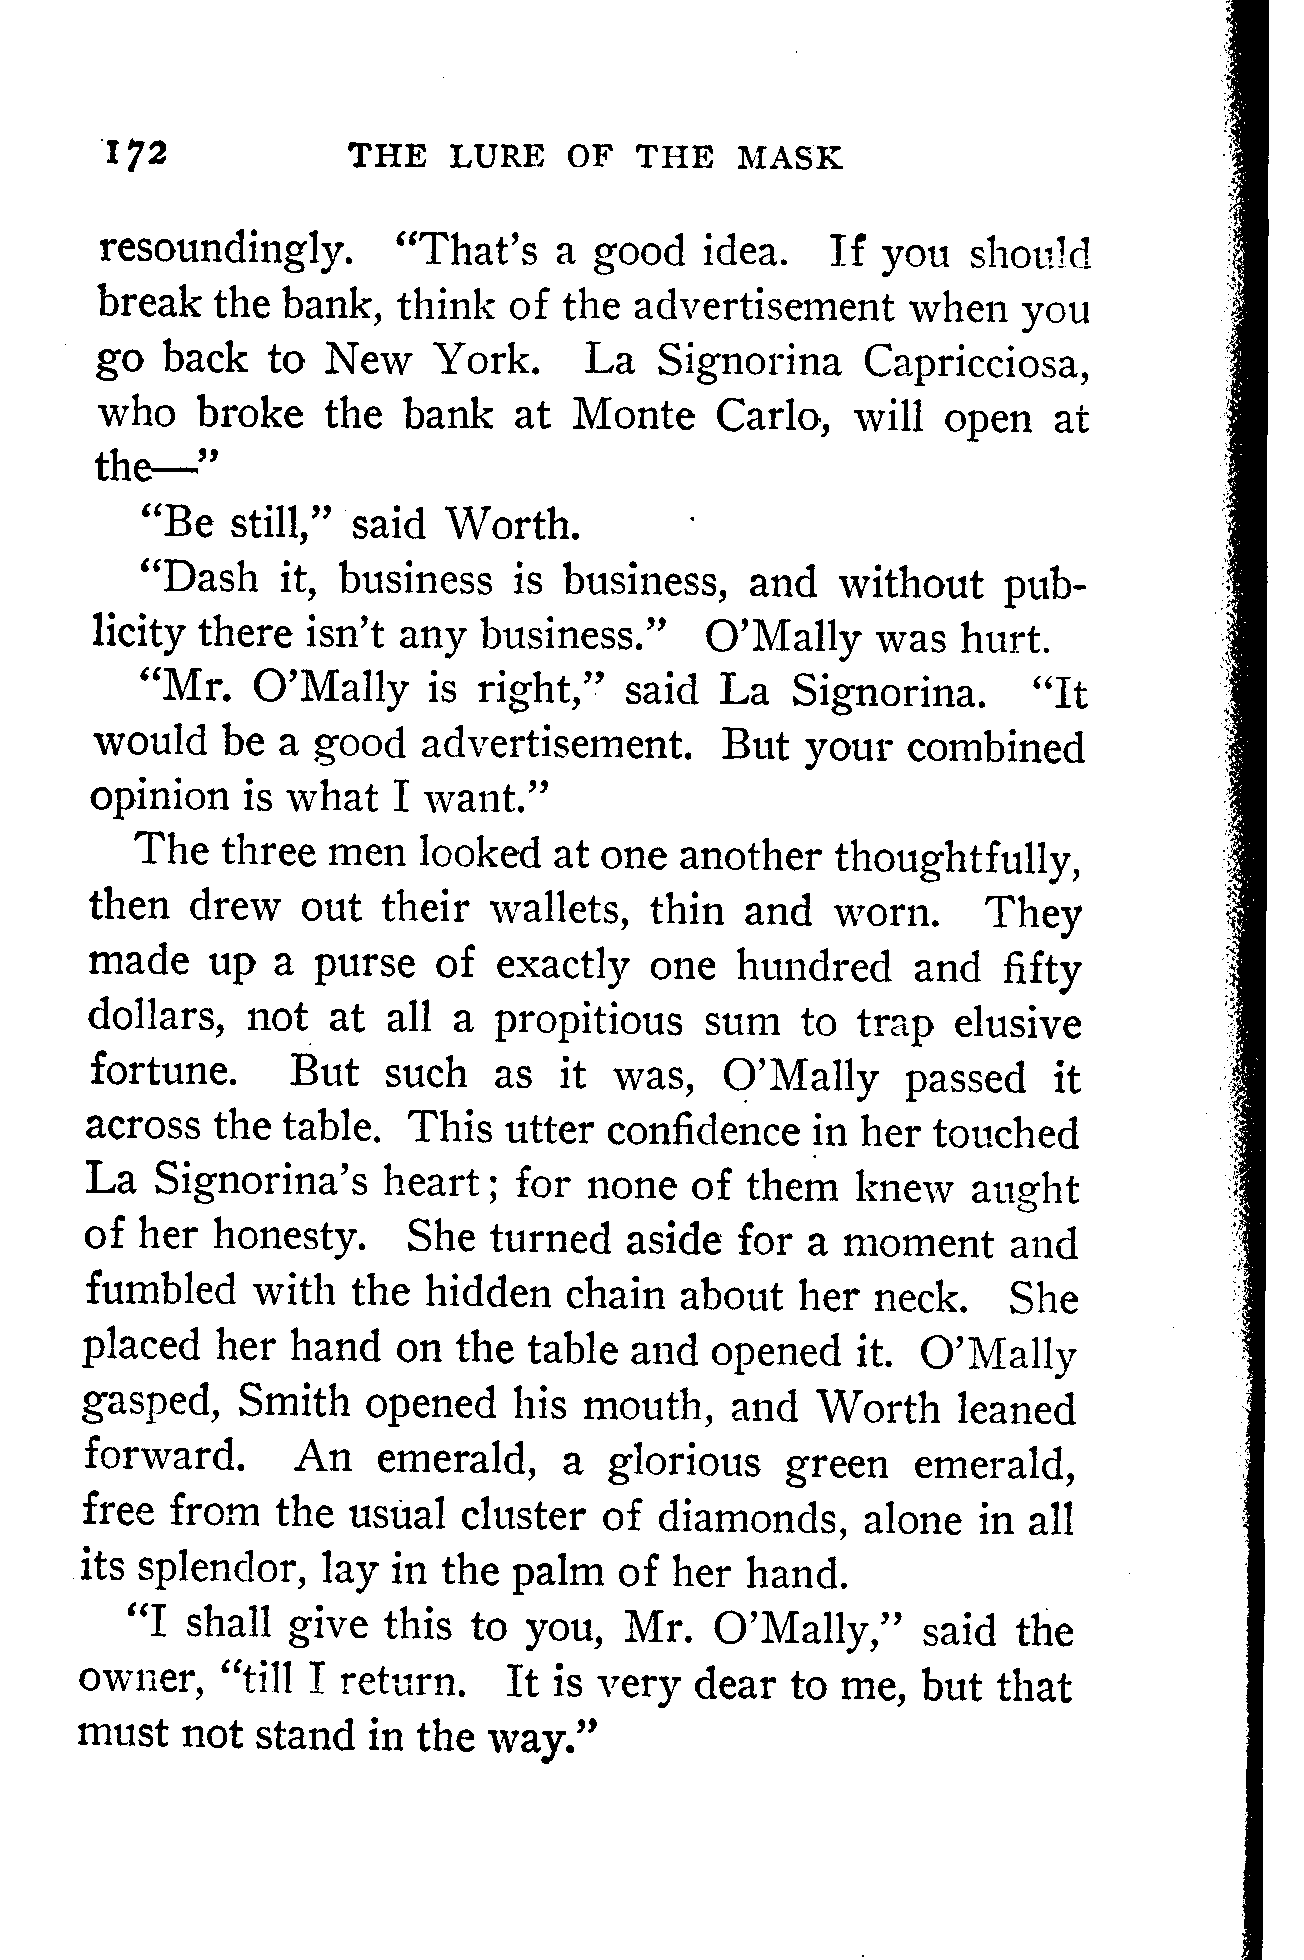 172 THE LURE OF THE MASK
resoundingly. “That’s a good idea. If you should
break the bank, think of the advertisement when you
go back to New York. La Signorina Capricciosa,
who broke the bank at Monte Carlo, will open at
the—”
“Be still,” said Worth.
“Dash it, business is business, and without pub-
licity there isn’t any business.” O’Mally was hurt.
“Mr. O’Mally is right,” said La Signorina. “It
would be a good advertisement. But your combined
opinion is what I want.”
The three men looked at one another thoughtfully,
then drew out their wallets, thin and worn. They
made up a purse of exactly one hundred and fifty
dollars, not at all a propitious sum to trap elusive
fortune. But such as it was, O’Mally passed it
across the table. This utter confidence in her touched
La Signorina’s heart; for none of them knew aught
of her honesty. She turned aside for a moment and
fumbled with the hidden chain about her neck. She
placed her hand on the table and opened it. O’Mally
gasped, Smith opened his mouth, and Worth leaned
forward. An emerald, a glorious green emerald,
free from the usual cluster of diamonds, alone in all
its splendor, lay in the palm of her hand.
“I shall give this to you, Mr. O’Mally,” said the
owner, “till I return. It is very dear to me, but that
must not stand in the way.”